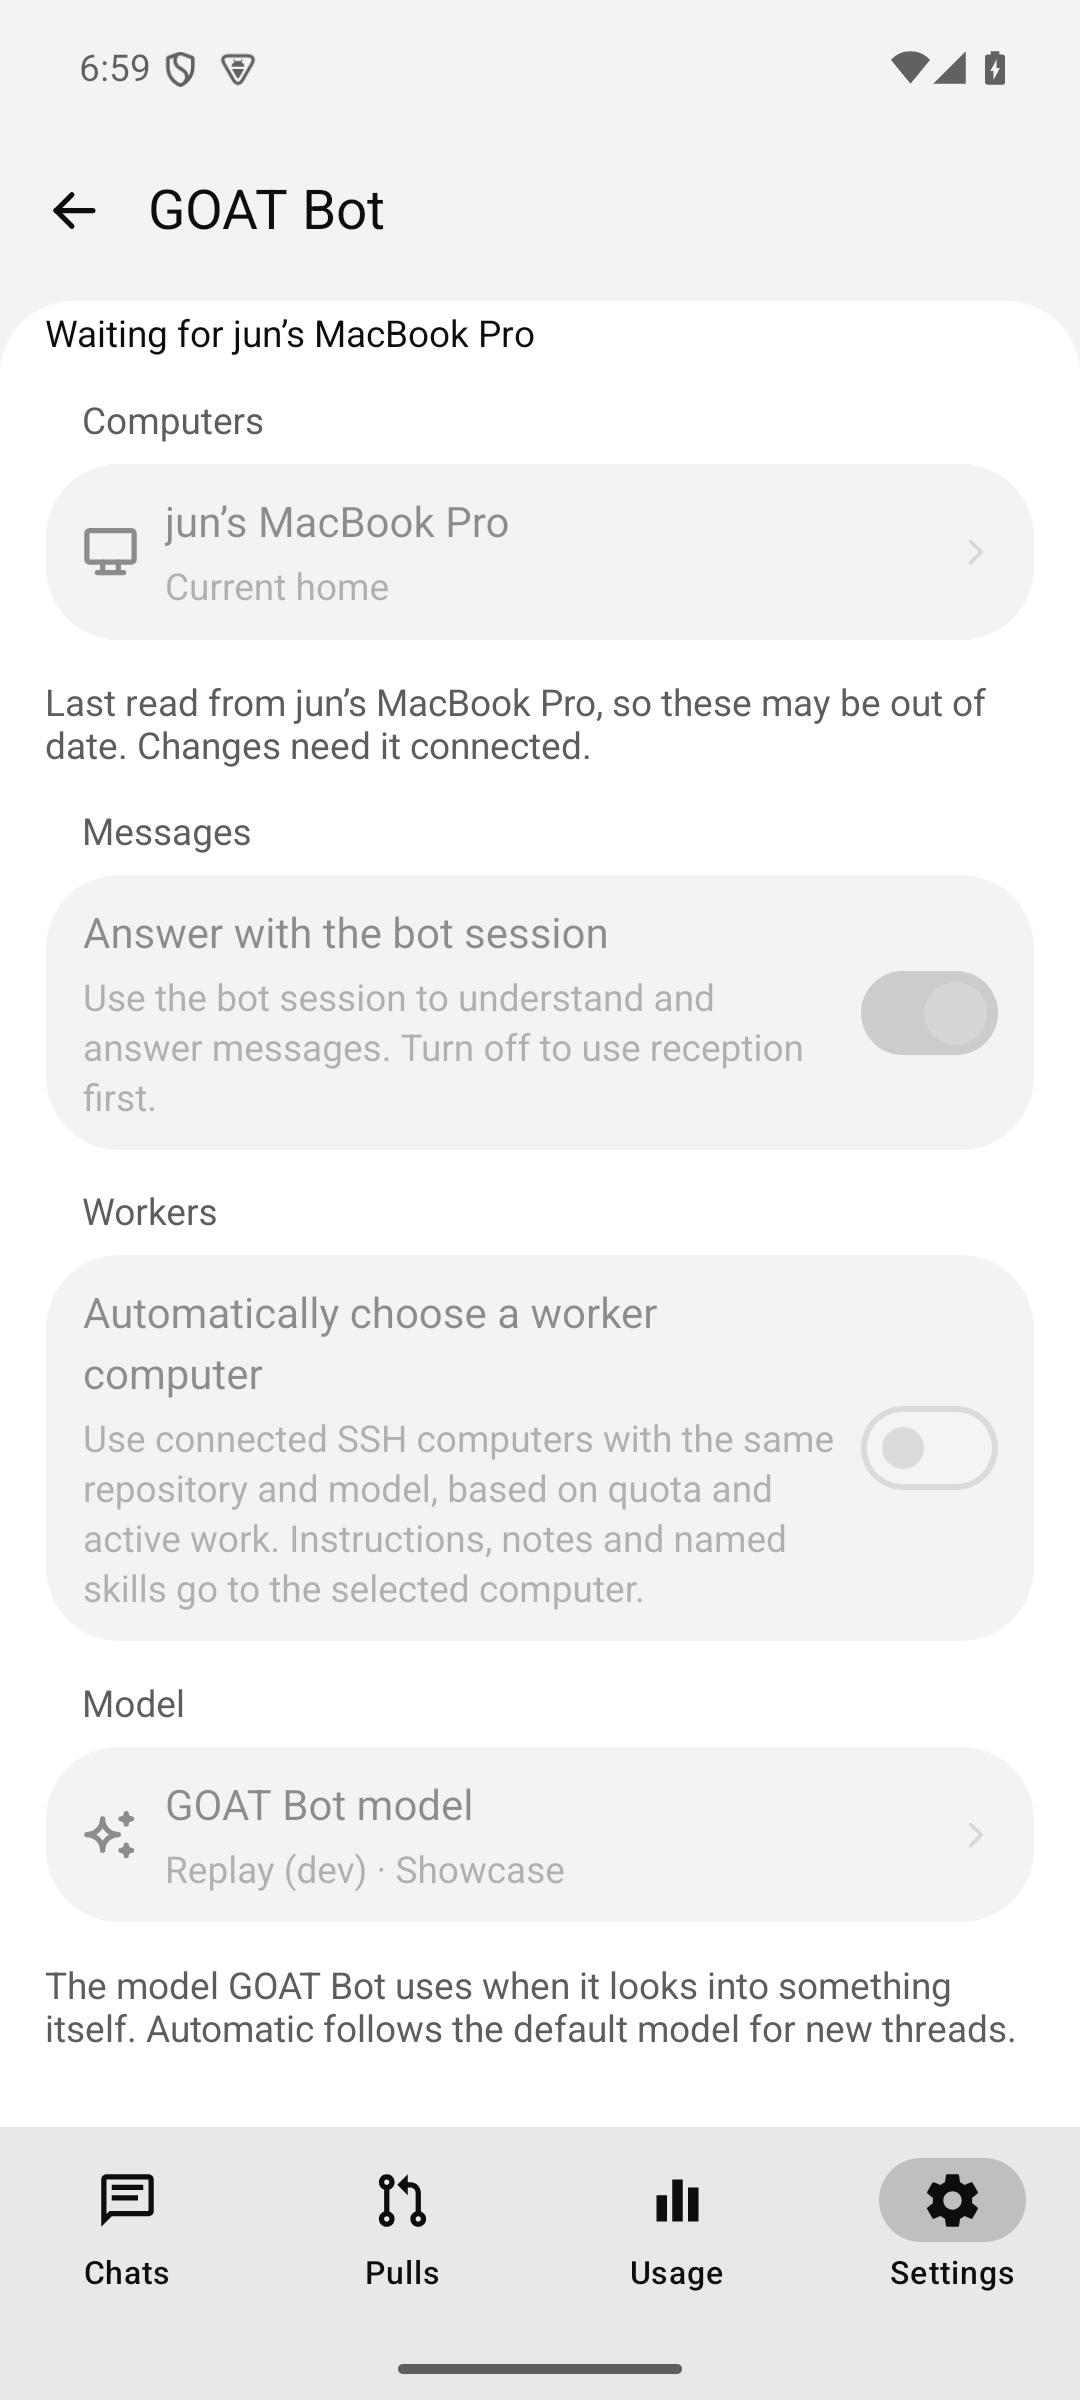 6:59
GOAT Bot
Waiting for jun’s MacBook Pro
Computers
jun’s MacBook Pro
Current home
Last read from jun’s MacBook Pro, so these may be out of
date. Changes need it connected.
Messages
Answer with the bot session
Use the bot session to understand and
answer messages. Turn off to use reception
first.
Workers
Automatically choose a worker
computer
Use connected SSH computers with the same
repository and model, based on quota and
active work. Instructions, notes and named
skills go to the selected computer.
Model
GOAT Bot model
Replay (dev) · Showcase
The model GOAT Bot uses when it looks into something
itself. Automatic follows the default model for new threads.
Chats
Pulls
Usage
Settings